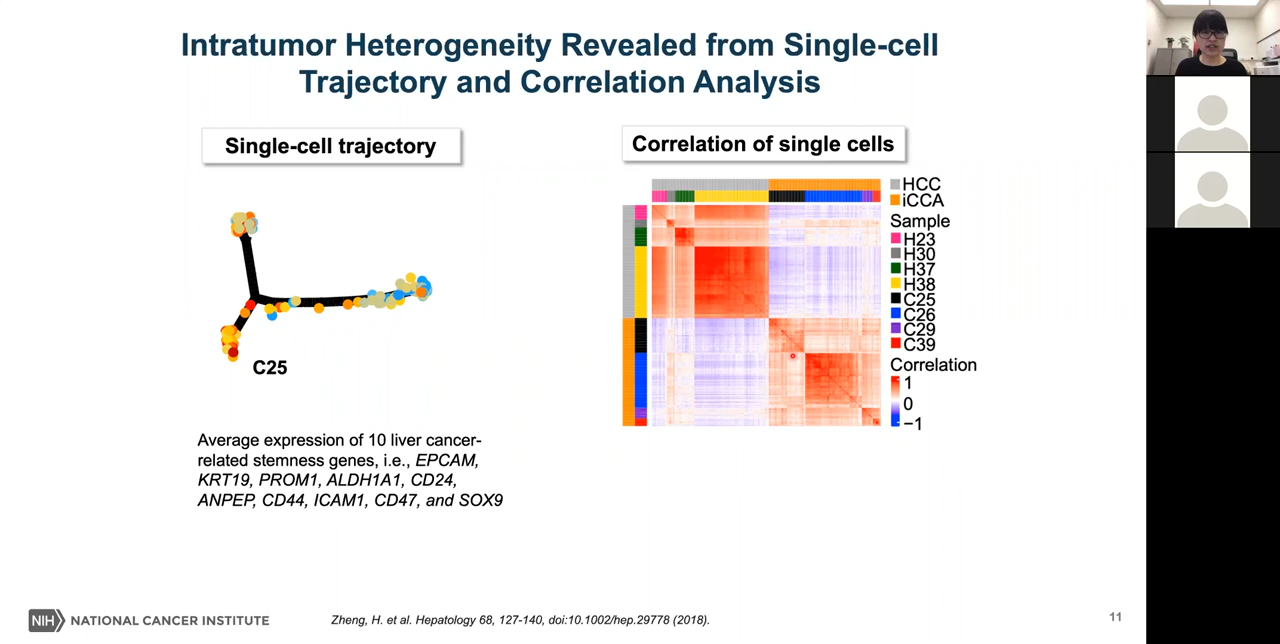 Intratumor Heterogeneity Revealed from Single-cell
Trajectory and Correlation Analysis
Single-cell trajectory
C25
Average expression of 10 liver cancer-
related stemness genes, i.e., EPCAM,
KRT19, PROM1, ALDH1A1, CD24,
ANPEP, CD44, ICAM1, CD47, and SOX9
Correlation of single cells
HCC
iCCA
Sample
H23
H30
H37
H38
C25
C26
C29
C39
Correlation
1
0
−1
NIH NATIONAL CANCER INSTITUTE
Zheng, H. et al. Hepatology 68, 127-140, doi:10.1002/hep.29778 (2018).
11